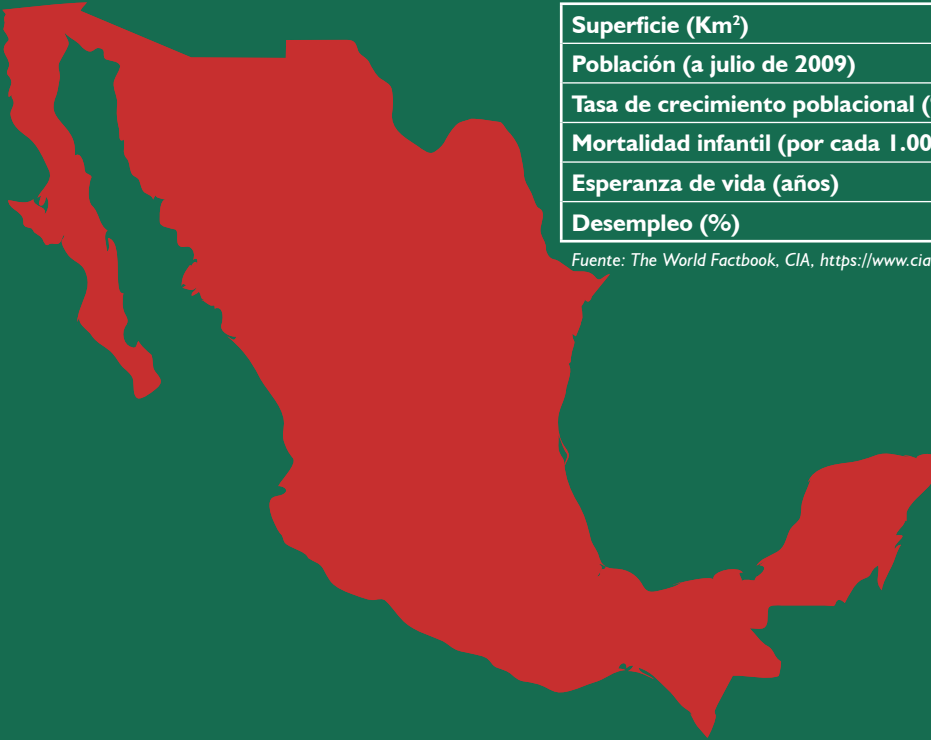 Superficie (Km²)
Población (a julio de 2009)
Tasa de crecimiento poblacional (
Mortalidad infantil (por cada 1.00
Esperanza de vida (años)
Desempleo (%)
Fuente: The World Factbook, CIA, https://www.cia